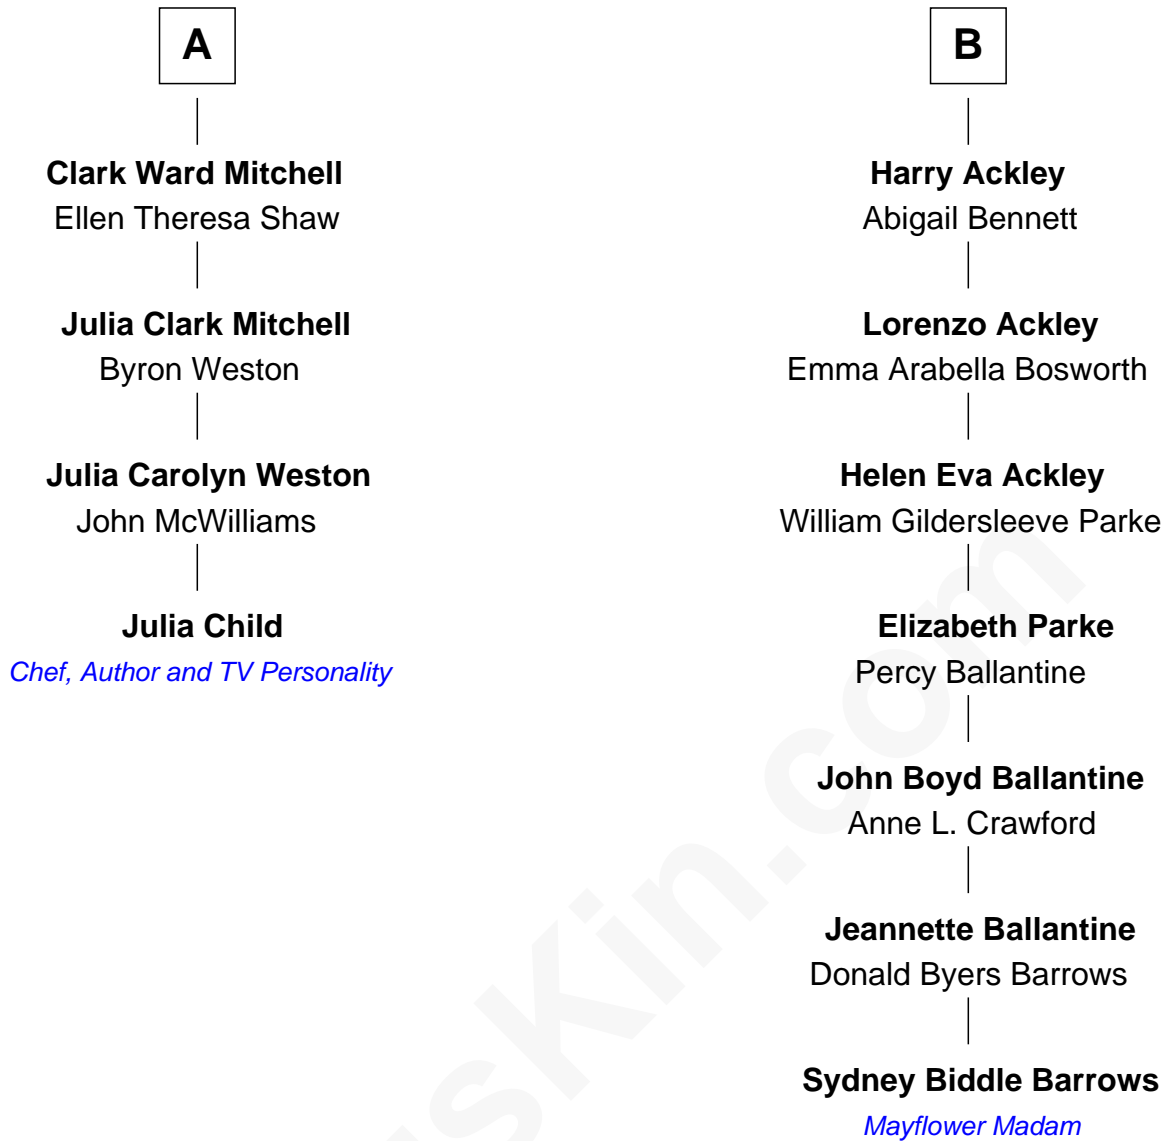 A
Clark Ward Mitchell
Ellen Theresa Shaw
Julia Clark Mitchell
Byron Weston
Julia Carolyn Weston
John McWilliams
Julia Child
Chef, Author and TV Personality
B
Harry Ackley
Abigail Bennett
Lorenzo Ackley
Emma Arabella Bosworth
Helen Eva Ackley
William Gildersleeve Parke
Elizabeth Parke
Percy Ballantine
John Boyd Ballantine
Anne L. Crawford
Jeannette Ballantine
Donald Byers Barrows
Sydney Biddle Barrows
Mayflower Madam